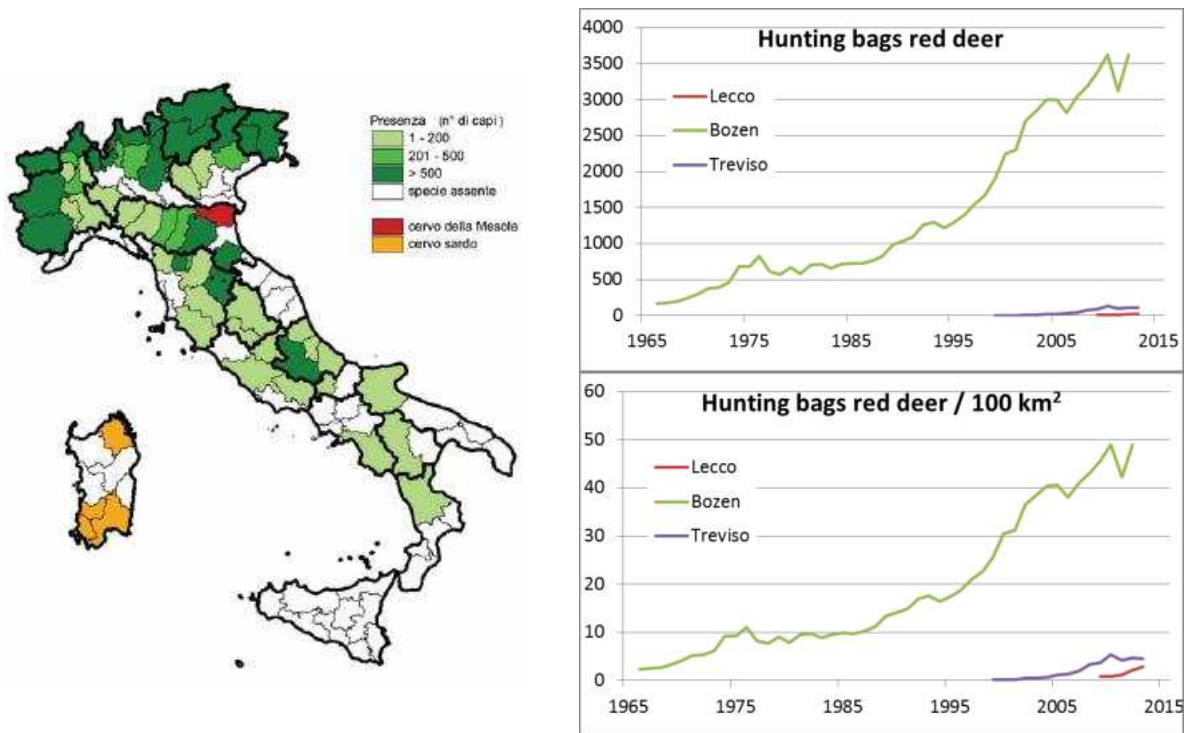 Presenza (n° di capi)
1 - 200
201 - 500
> 500
specie assente
cervo della Mesola
cervo sardo
Hunting bags red deer
4000
3500
3000
2500
2000
1500
1000
500
0
Lecco
Bozen
Treviso
1965 1975 1985 1995 2005 2015
Hunting bags red deer / 100 km²
60
50
40
30
20
10
0
Lecco
Bozen
Treviso
1965 1975 1985 1995 2005 2015